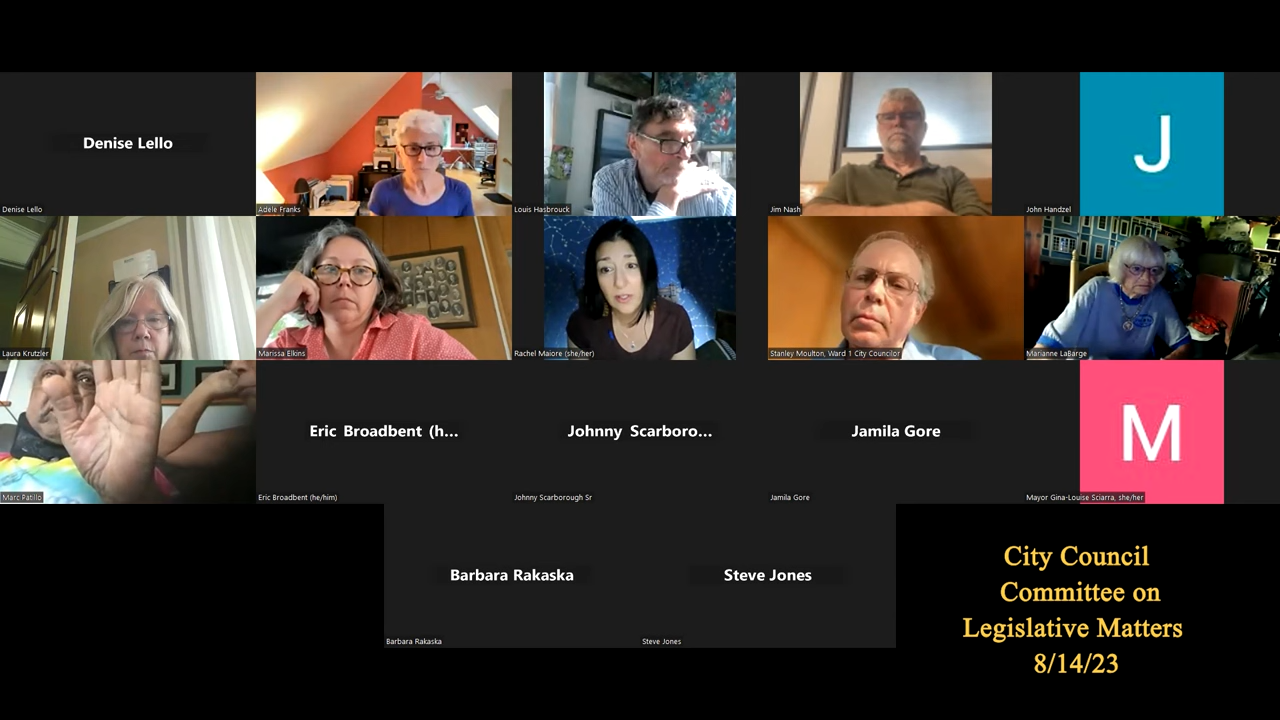 Denise Lello
Denise Lello
Adele Franks
Louis Hasbrouck
Jim Nash
J
John Handzel
Laura Krutzler
Marissa Elkins
Rachel Maiore (she/her)
Stanley Moulton, Ward 1 City Councilor
Marianne LaBarge
Marc Patillo
Eric Broadbent (h...
Eric Broadbent (he/him)
Johnny Scarboro...
Johnny Scarborough Sr
Jamila Gore
Jamila Gore
M
Mayor Gina-Louise Sciarra, she/her
Barbara Rakaska
Barbara Rakaska
Steve Jones
Steve Jones
City Council
Committee on
Legislative Matters
8/14/23